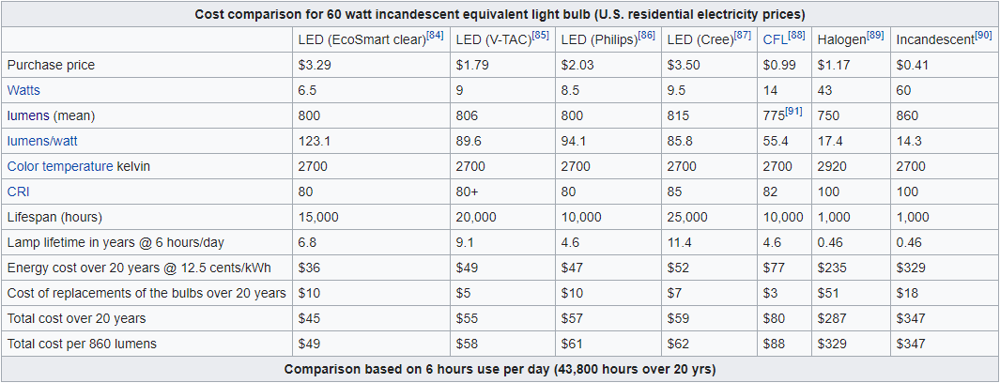 Cost comparison for 60 watt incandescent equivalent light bulb (U.S. residential electricity prices)
LED (EcoSmart clear)[84] LED (V-TAC)[85] LED (Philips)[86] LED (Cree)[87] CFL[88] Halogen[89] Incandescent[90]
Purchase price $3.29 $1.79 $2.03 $3.50 $0.99 $1.17 $0.41
Watts 6.5 9 8.5 9.5 14 43 60
lumens (mean) 800 806 800 815 775[91] 750 860
lumens/watt 123.1 89.6 94.1 85.8 55.4 17.4 14.3
Color temperature kelvin 2700 2700 2700 2700 2700 2920 2700
CRI 80 80+ 80 85 82 100 100
Lifespan (hours) 15,000 20,000 10,000 25,000 10,000 1,000 1,000
Lamp lifetime in years @ 6 hours/day 6.8 9.1 4.6 11.4 4.6 0.46 0.46
Energy cost over 20 years @ 12.5 cents/kWh $36 $49 $47 $52 $77 $235 $329
Cost of replacements of the bulbs over 20 years $10 $5 $10 $7 $3 $51 $18
Total cost over 20 years $45 $55 $57 $59 $80 $287 $347
Total cost per 860 lumens $49 $58 $61 $62 $88 $329 $347
Comparison based on 6 hours use per day (43,800 hours over 20 yrs)